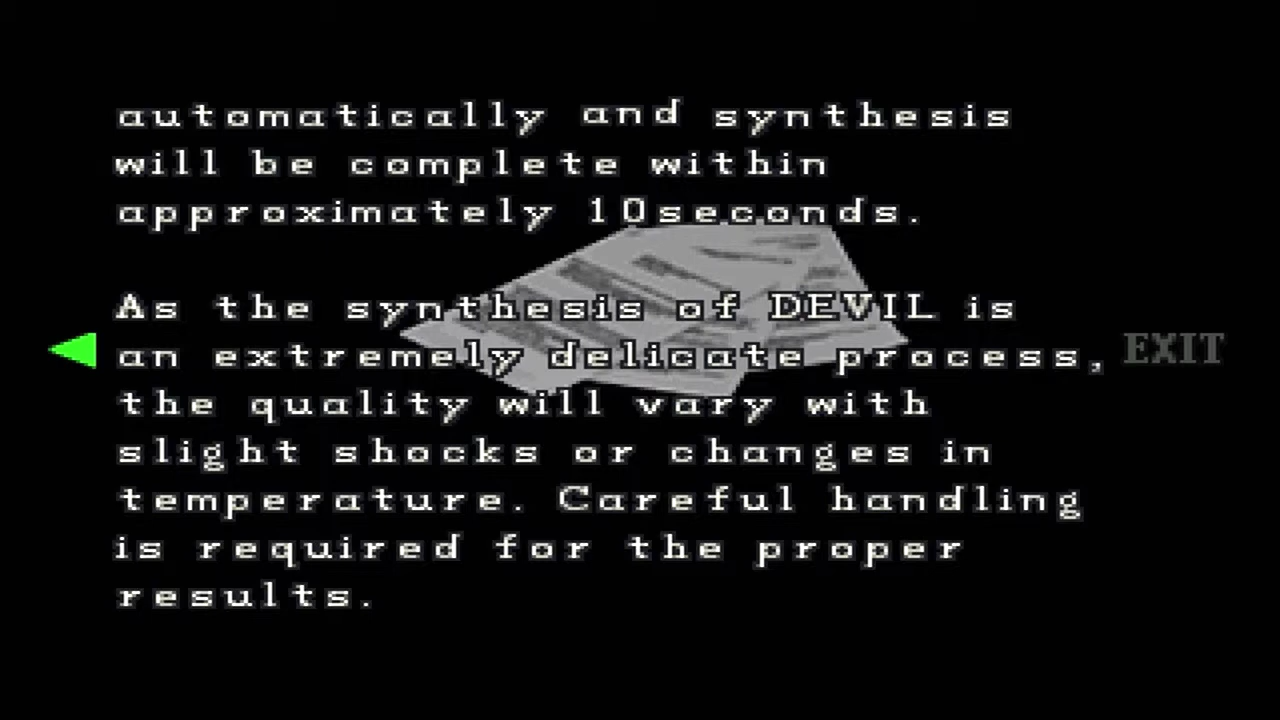 automatically and synthesis
will be complete within
approximately 10seconds.
As the synthesis of DEVIL is
an extremely delicate process,
EXIT
the quality will vary with
slight shocks or changes in
temperature. Careful handling
is required for the proper
results.